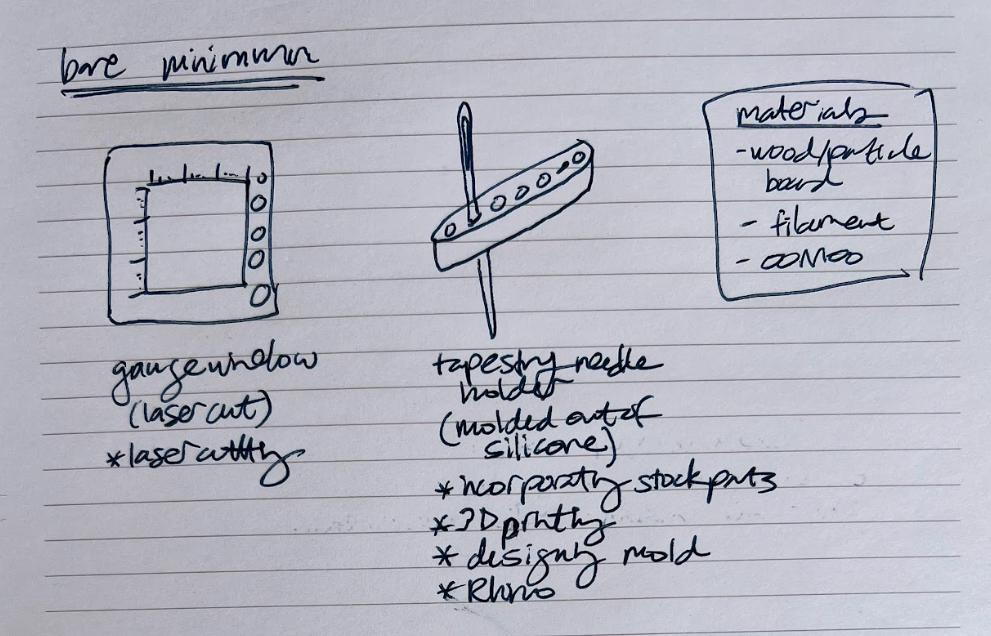 bare minimum
gauge window
(laser cut)
*laser cutting
tapestry needle
holder
(molded out of
silicone)
*incorporating stock parts
*3D printing
* designing mold
*Rhino
materials
-wood/particle
board
- filament
- OOMOO